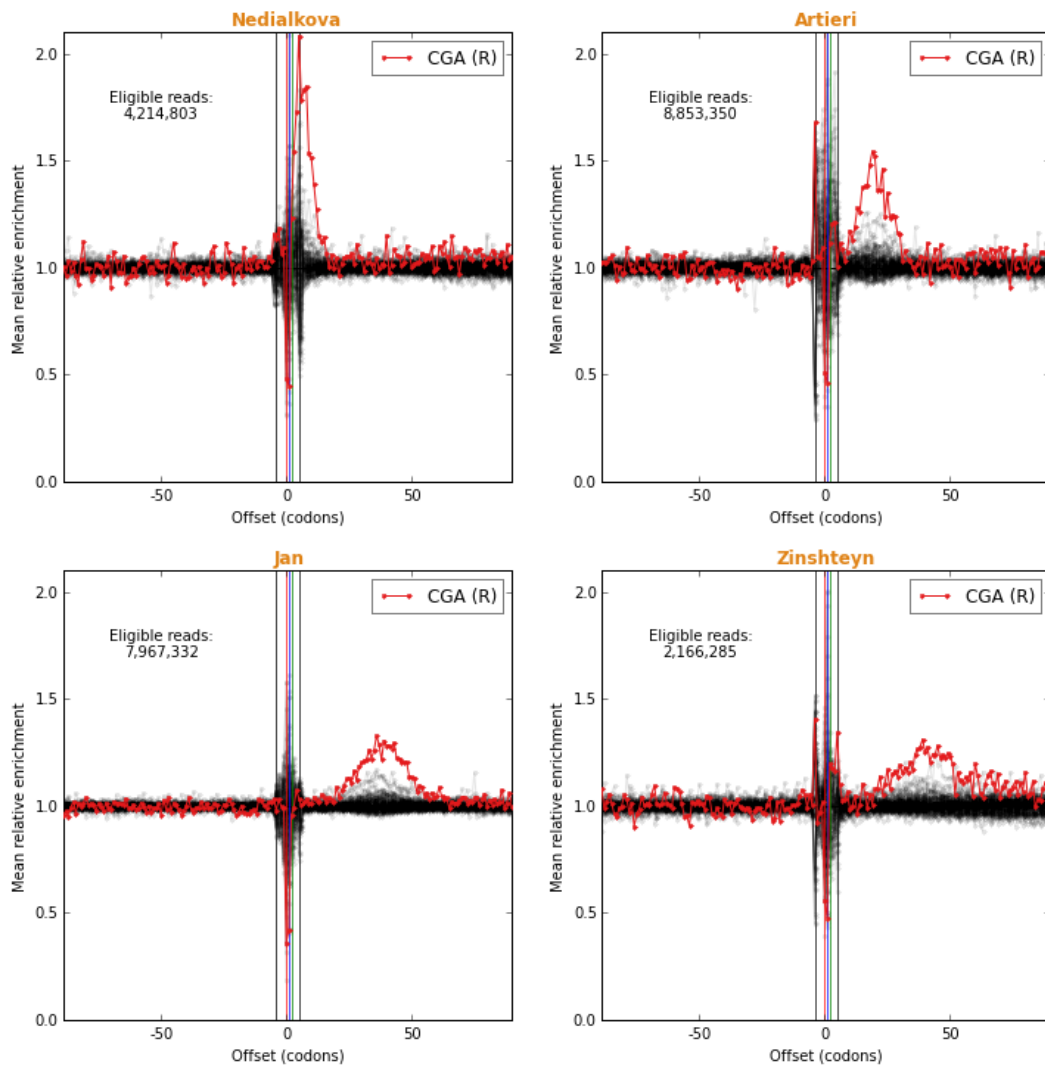 Nedialkova
CGA (R)
Eligible reads:
4,214,803
Mean relative enrichment
2.0
1.5
1.0
0.5
0.0
-50
0
50
Offset (codons)
Artieri
CGA (R)
Eligible reads:
8,853,350
Mean relative enrichment
2.0
1.5
1.0
0.5
0.0
-50
0
50
Offset (codons)
Jan
CGA (R)
Eligible reads:
7,967,332
Mean relative enrichment
2.0
1.5
1.0
0.5
0.0
-50
0
50
Offset (codons)
Zinshteyn
CGA (R)
Eligible reads:
2,166,285
Mean relative enrichment
2.0
1.5
1.0
0.5
0.0
-50
0
50
Offset (codons)